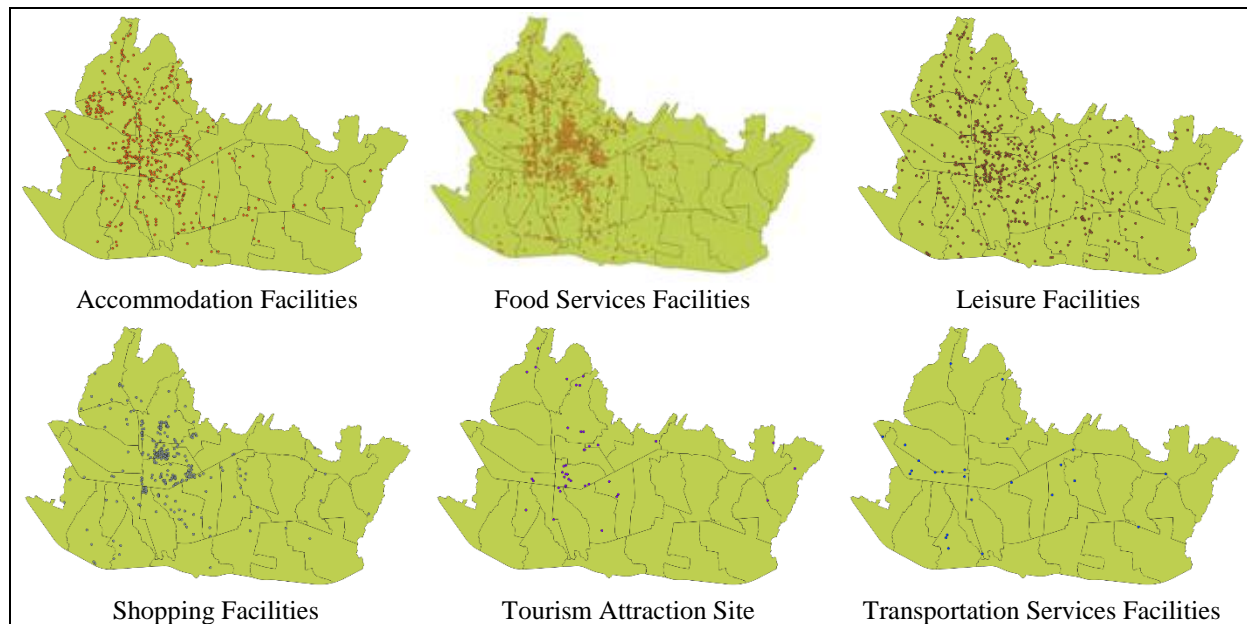 Accommodation Facilities
Food Services Facilities
Leisure Facilities
Shopping Facilities
Tourism Attraction Site
Transportation Services Facilities